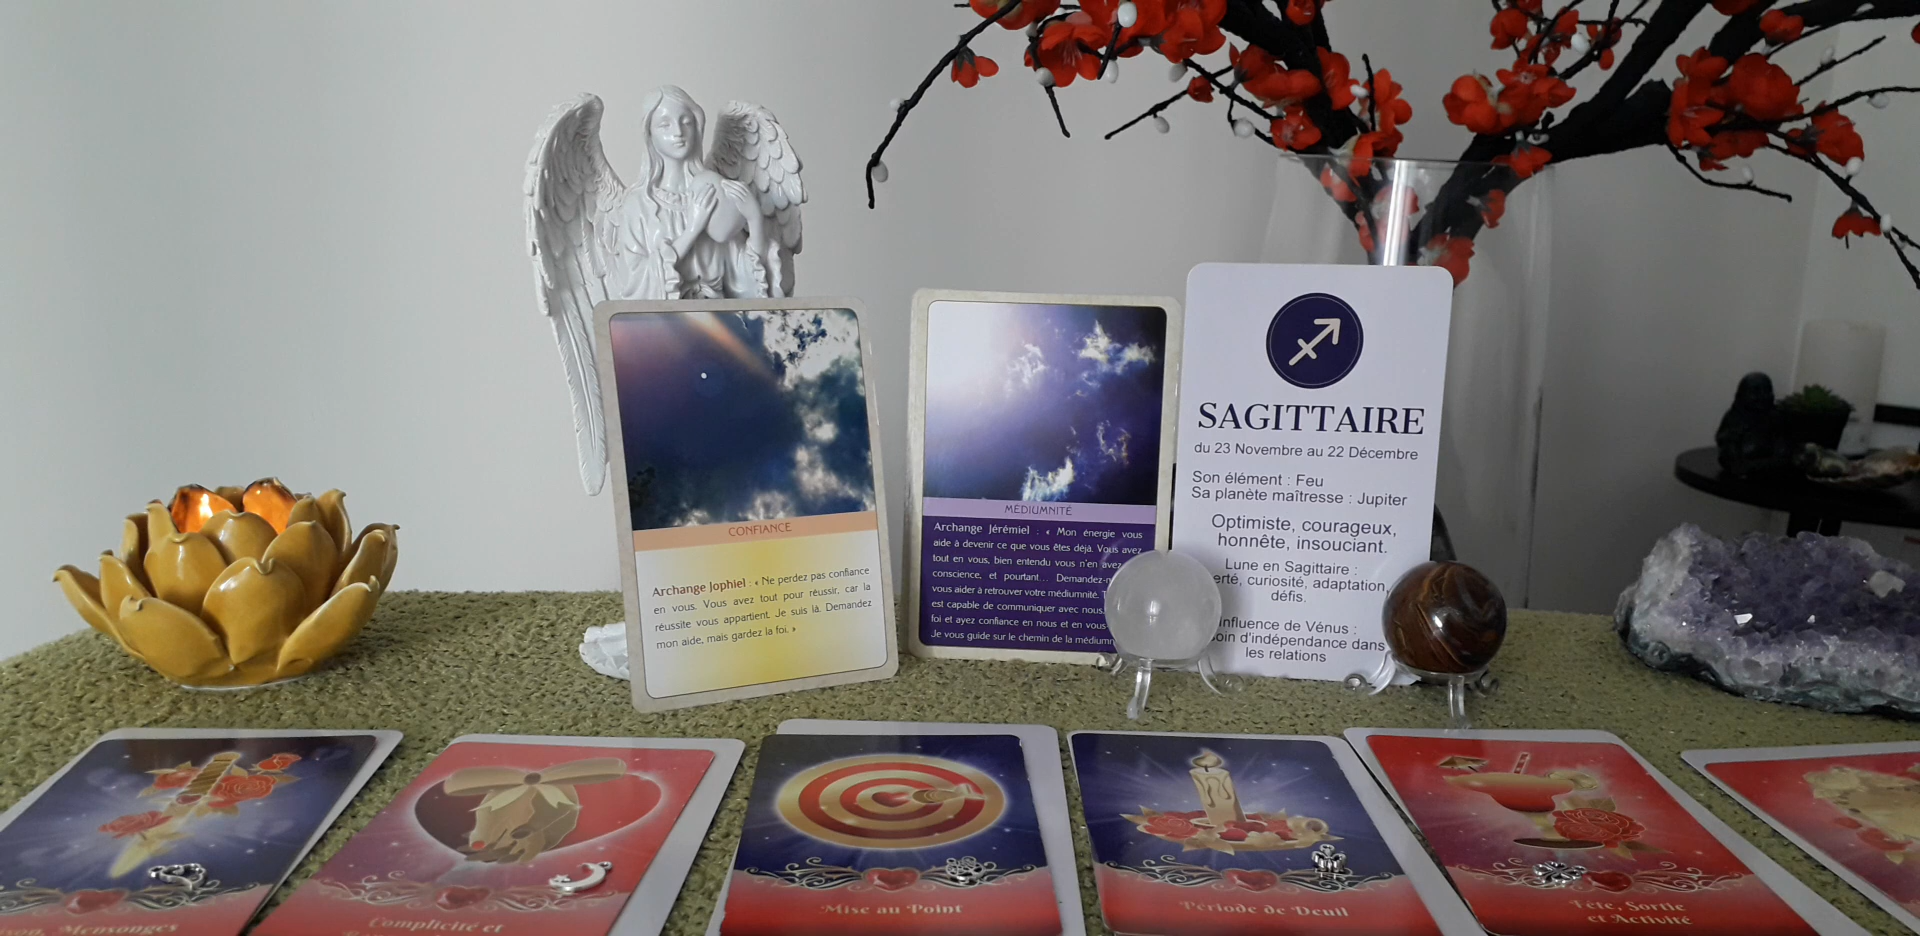 CONFIANCE
Archange Jophiel : « Ne perdez pas confiance
en vous. Vous avez tout pour réussir, car la
réussite vous appartient. Je suis là. Demandez
mon aide, mais gardez la foi. »
MÉDIUMNITÉ
Archange Jérémiel : « Mon énergie vous
aide à devenir ce que vous êtes déjà. Vous avez
tout en vous, bien entendu vous n'en avez
conscience, et pourtant...
vous aider à retrouver votre médiumnité.
est capable de communiquer avec nous.
foi et ayez confiance en nous et en vous
Je vous guide sur le chemin de la
SAGITTAIRE
du 23 Novembre au 22 Décembre
Son élément : Feu
Sa planète maîtresse : Jupiter
Optimiste, courageux,
honnête, insouciant.
Lune en Sagittaire :
curiosité, adaptation,
défis.
influence de Vénus :
d'indépendance dans
les relations
Mensonges
Complicité et
Mise au Point
Période de Deuil
Fête, Sortie
et Activité